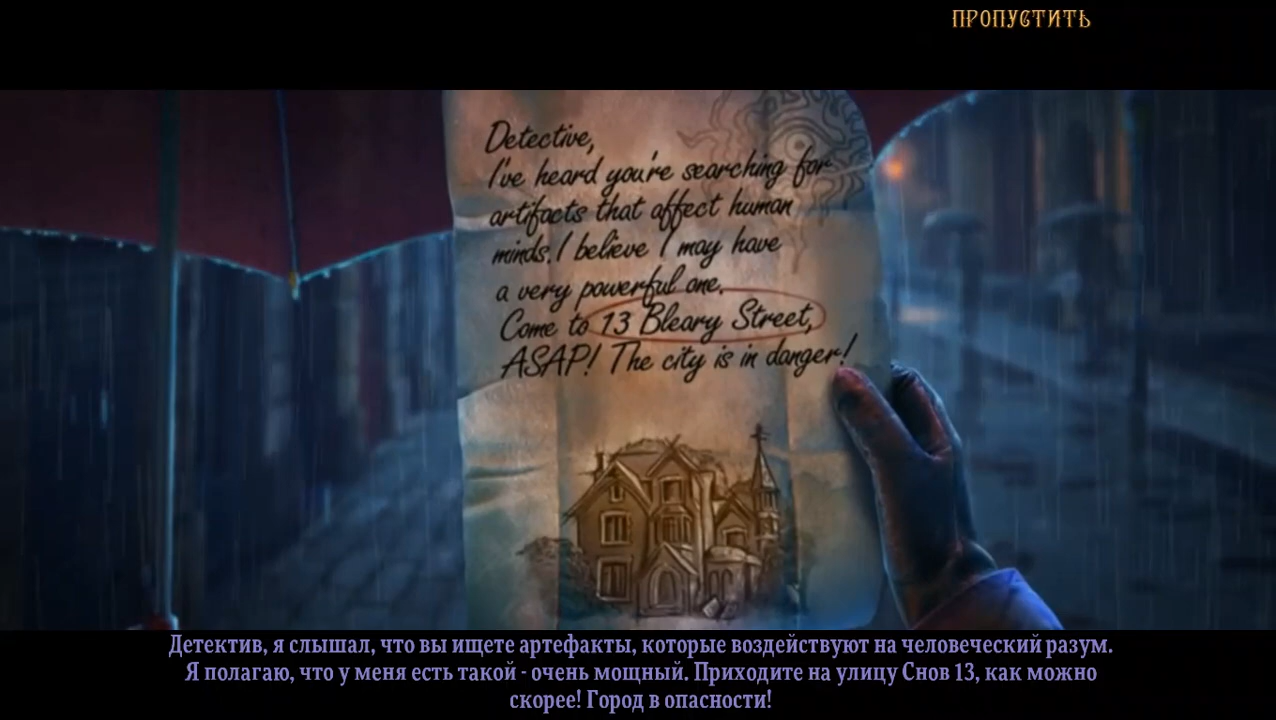 ПРОПУСТИТЬ
Detective,
I've heard you're searching for
artifacts that affect human
minds. I believe I may have
a very powerful one.
Come to 13 Bleary Street,
ASAP! The city is in danger!
Детектив, я слышал, что вы ищете артефакты, которые воздействуют на человеческий разум.
Я полагаю, что у меня есть такой - очень мощный. Приходите на улицу Снов 13, как можно
скорее! Город в опасности!